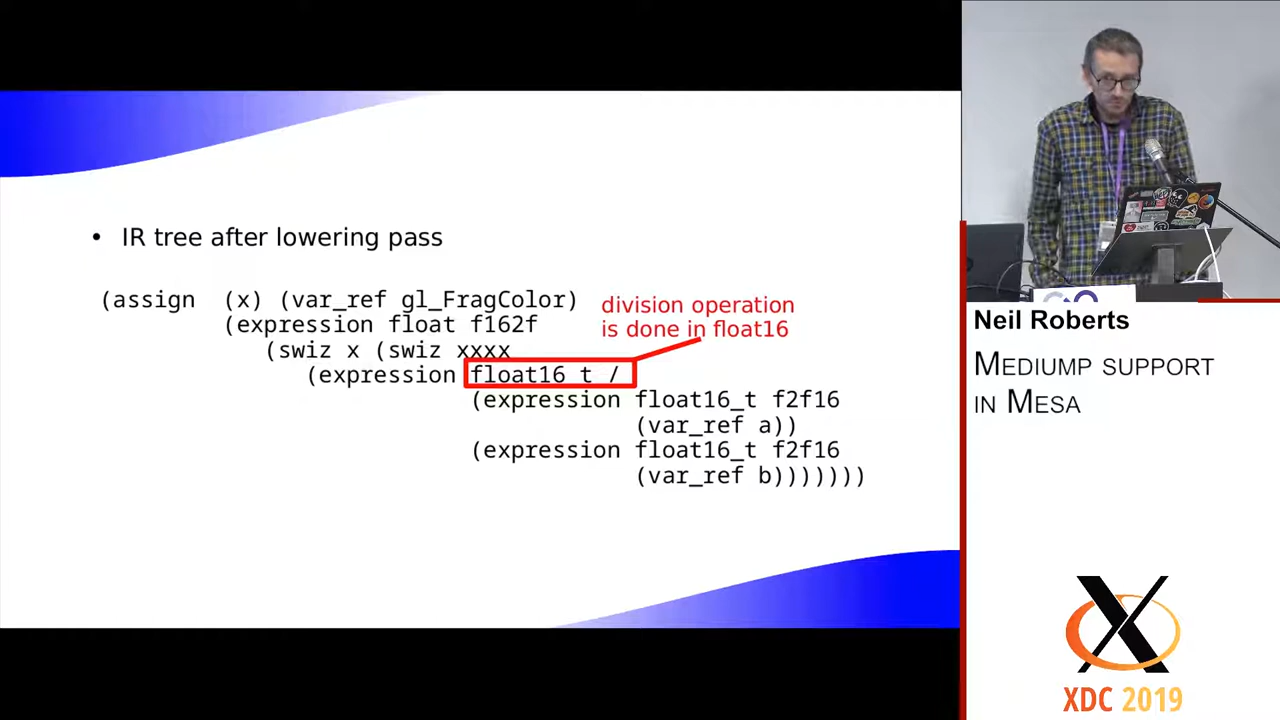 • IR tree after lowering pass
(assign  (x) (var_ref gl_FragColor)
(expression float f162f
(swiz x (swiz xxxx
(expression float16_t /
(expression float16_t f2f16
(var_ref a))
(expression float16_t f2f16
(var_ref b)))))))
division operation
is done in float16
Neil Roberts
Mediump support
in Mesa
X
XDC 2019